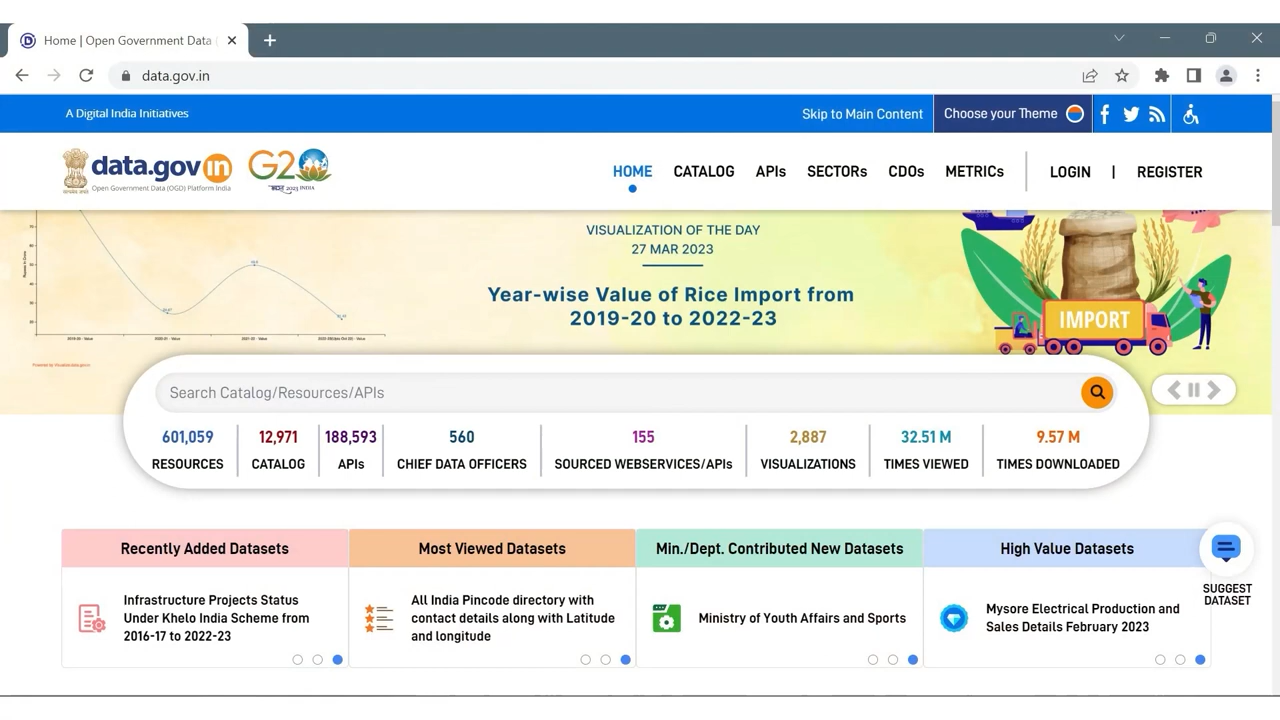 Home | Open Government Data
data.gov.in
A Digital India Initiatives
Skip to Main Content
Choose your Theme
data.gov in
Open Government Data (OGD) Platform India
G20
2023 INDIA
HOME
CATALOG
APIs
SECTORs
CDOs
METRICs
LOGIN
|
REGISTER
VISUALIZATION OF THE DAY
27 MAR 2023
Year-wise Value of Rice Import from
2019-20 to 2022-23
IMPORT
Search Catalog/Resources/APIs
601,059
RESOURCES
12,971
CATALOG
188,593
APIs
560
CHIEF DATA OFFICERS
155
SOURCED WEBSERVICES/APIs
2,887
VISUALIZATIONS
32.51 M
TIMES VIEWED
9.57 M
TIMES DOWNLOADED
Recently Added Datasets
Infrastructure Projects Status
Under Khelo India Scheme from
2016-17 to 2022-23
Most Viewed Datasets
All India Pincode directory with
contact details along with Latitude
and longitude
Min./Dept. Contributed New Datasets
Ministry of Youth Affairs and Sports
High Value Datasets
Mysore Electrical Production and
Sales Details February 2023
SUGGEST
DATASET